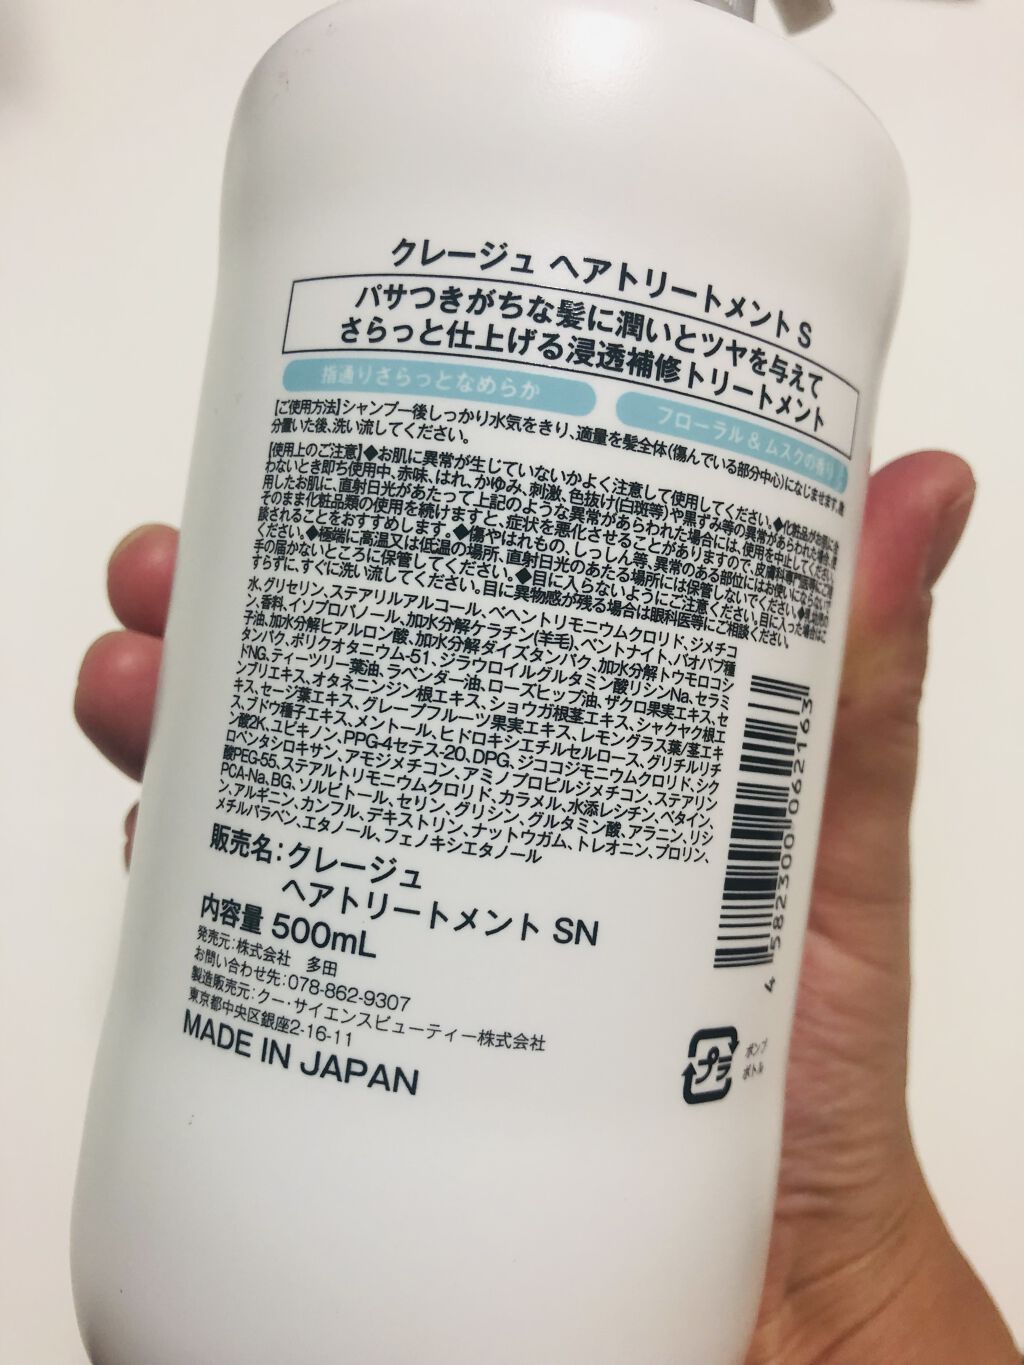 クレージュ ヘアトリートメント S
パサつきがちな髪に潤いとツヤを与えて
さらっと仕上げる浸透補修トリートメント
指通りさらっとなめらか
フローラル & ムスクの香り
【ご使用方法】シャンプー後しっかり水気をきり、適量を髪全体(傷んでいる部分中心)になじませます。
分置いた後、洗い流してください。
【使用上のご注意】◆お肌に異常が生じていないかよく注意して使用してください。◆化粧品がお肌に合
わないとき即ち使用中、赤味、はれ、かゆみ、刺激、色抜け(白斑等)や黒ずみ等の異常があらわれた場合、
用したお肌に、直射日光があたって上記のような異常があらわれた場合には、使用を中止してください。
そのまま化粧品類の使用を続けますと、症状を悪化させることがありますので、皮膚科専門医等にご相
談されることをおすすめします。◆傷やはれもの、しっしん等、異常のある部位にはお使いにならないで
ください。◆極端に高温又は低温の場所、直射日光のあたる場所には保管しないでください。◆乳幼児の
手の届かないところに保管してください。◆目に入らないようにご注意ください。目に入った場合はこ
すらずに、すぐに洗い流してください。目に異物感が残る場合は眼科医等にご相談ください。
水、グリセリン、ステアリルアルコール、ベヘントリモニウムクロリド、ジメチコ
ン、香料、イソプロパノール、加水分解ケラチン(羊毛)、ベントナイト、バオバブ種
子油、加水分解ヒアルロン酸、加水分解ダイズタンパク、加水分解トウモロコシ
タンパク、ポリクオタニウム-51、ジラウロイルグルタミン酸リシンNa、セラミ
ドNG、ティーツリー葉油、ラベンダー油、ローズヒップ油、ザクロ果実エキス、セ
ンブリエキス、オタネニンジン根エキス、ショウガ根茎エキス、シャクヤク根エ
キス、セージ葉エキス、グレープフルーツ果実エキス、レモングラス葉/茎エキ
ス、ブドウ種子エキス、メントール、ヒドロキシエチルセルロース、グリチルリチ
ン酸2K、ユビキノン、PPG-4セテス-20、DPG、ジココジモニウムクロリド、シク
ロペンタシロキサン、アモジメチコン、アミノプロピルジメチコン、ステアリン
酸PEG-55、ステアルトリモニウムクロリド、カラメル、水添レシチン、ベタイン、
PCA-Na、BG、ソルビトール、セリン、グリシン、グルタミン酸、アラニン、リシ
ン、アルギニン、カンフル、デキストリン、ナットウガム、トレオニン、プロリン、
メチルパラベン、エタノール、フェノキシエタノール
販売名：クレージュ
ヘアトリートメント SN
内容量 500mL
発売元：株式会社 多田
お問い合わせ先：078-862-9307
製造販売元：クー・サイエンスビューティー株式会社
東京都中央区銀座2-16-11
MADE IN JAPAN
4 582300 062163
プラ
ポンプ
ボトル